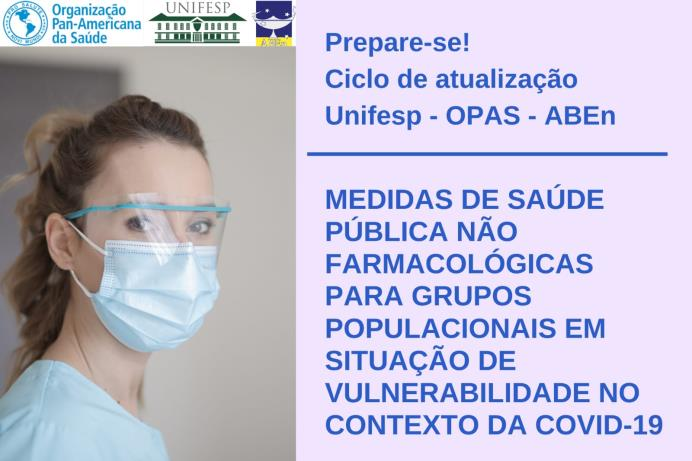 Organização
Pan-Americana
da Saúde
UNIFESP
Prepare-se!
Ciclo de atualização
Unifesp - OPAS - ABEn
MEDIDAS DE SAÚDE
PÚBLICA NÃO
FARMACOLÓGICAS
PARA GRUPOS
POPULACIONAIS EM
SITUAÇÃO DE
VULNERABILIDADE NO
CONTEXTO DA COVID-19